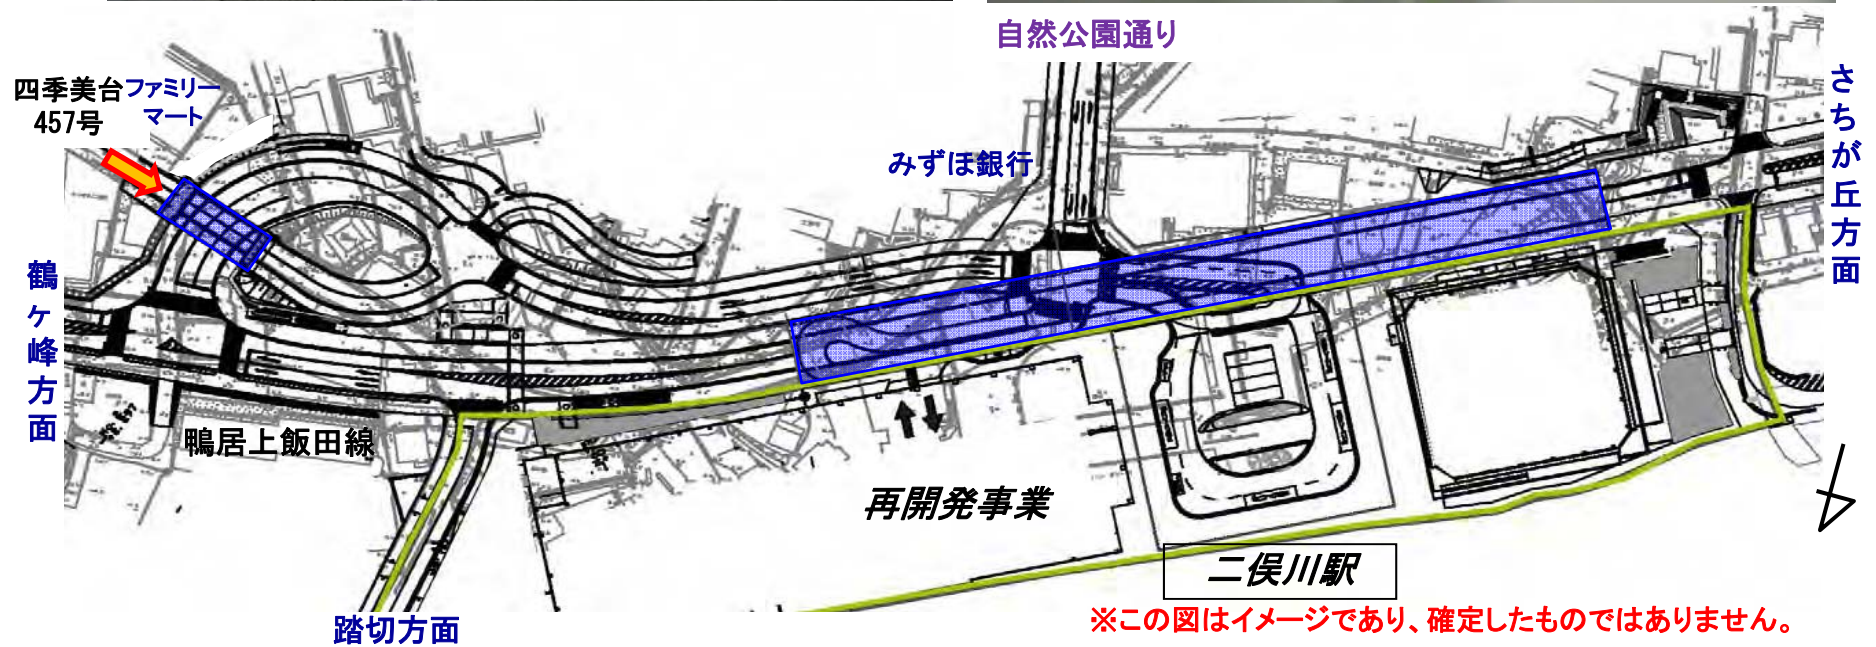 自然公園通り
四季美台
457号
ファミリー
マート
みずほ銀行
さちが丘方面
鶴ヶ峰方面
鴨居上飯田線
再開発事業
二俣川駅
踏切方面
※この図はイメージであり、確定したものではありません。